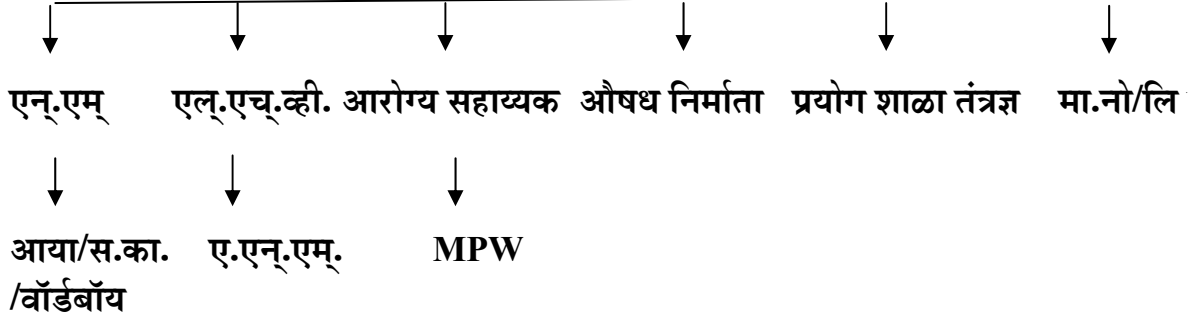 एन्.एम् एल्.एच्.व्ही. आरोग्य सहाय्यक औषध निर्माता प्रयोग शाळा तंत्रज्ञ मा.नो/लि
आया/स.का. ए.एन्.एम्. MPW
/वॉर्डबॉय